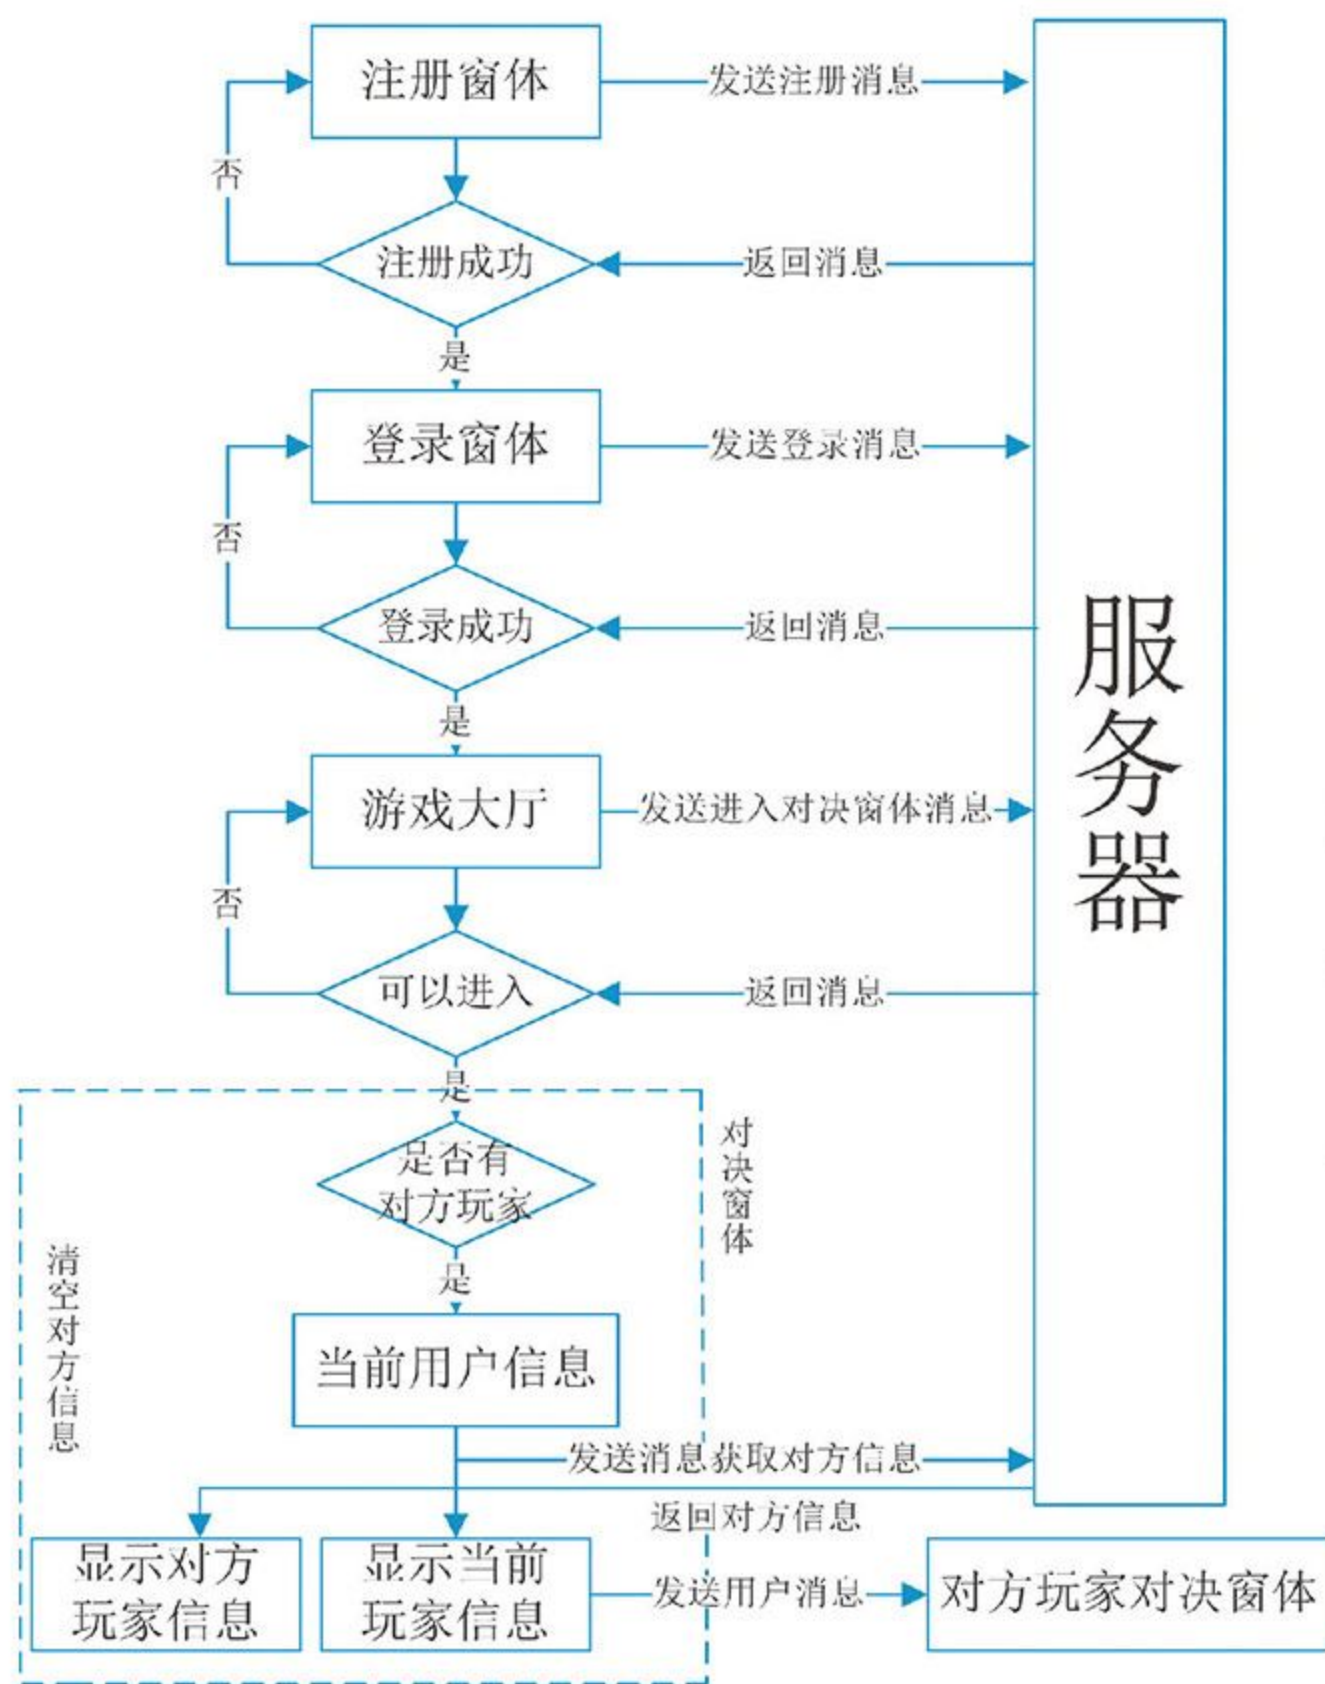 注册窗体
发送注册消息
否
注册成功
返回消息
是
登录窗体
发送登录消息
否
登录成功
返回消息
是
游戏大厅
发送进入对决窗体消息
否
可以进入
返回消息
是
服务器
对决窗体
是否有
对方玩家
是
清空对方信息
当前用户信息
发送消息获取对方信息
返回对方信息
显示对方
玩家信息
显示当前
玩家信息
发送用户消息
对方玩家对决窗体